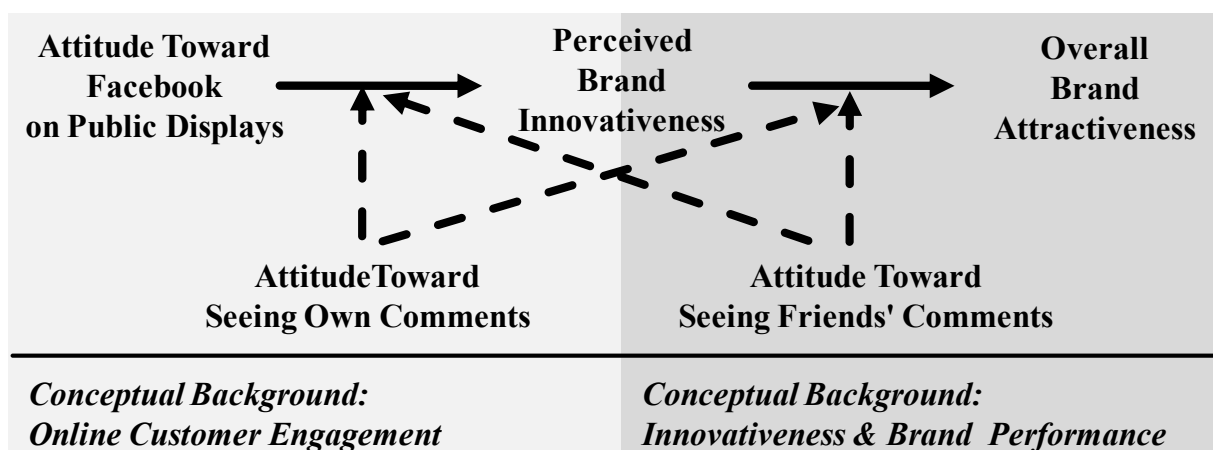 Attitude Toward
Facebook
on Public Displays
Perceived
Brand
Innovativeness
Overall
Brand
Attractiveness
AttitudeToward
Seeing Own Comments
Attitude Toward
Seeing Friends' Comments
Conceptual Background:
Online Customer Engagement
Conceptual Background:
Innovativeness & Brand Performance